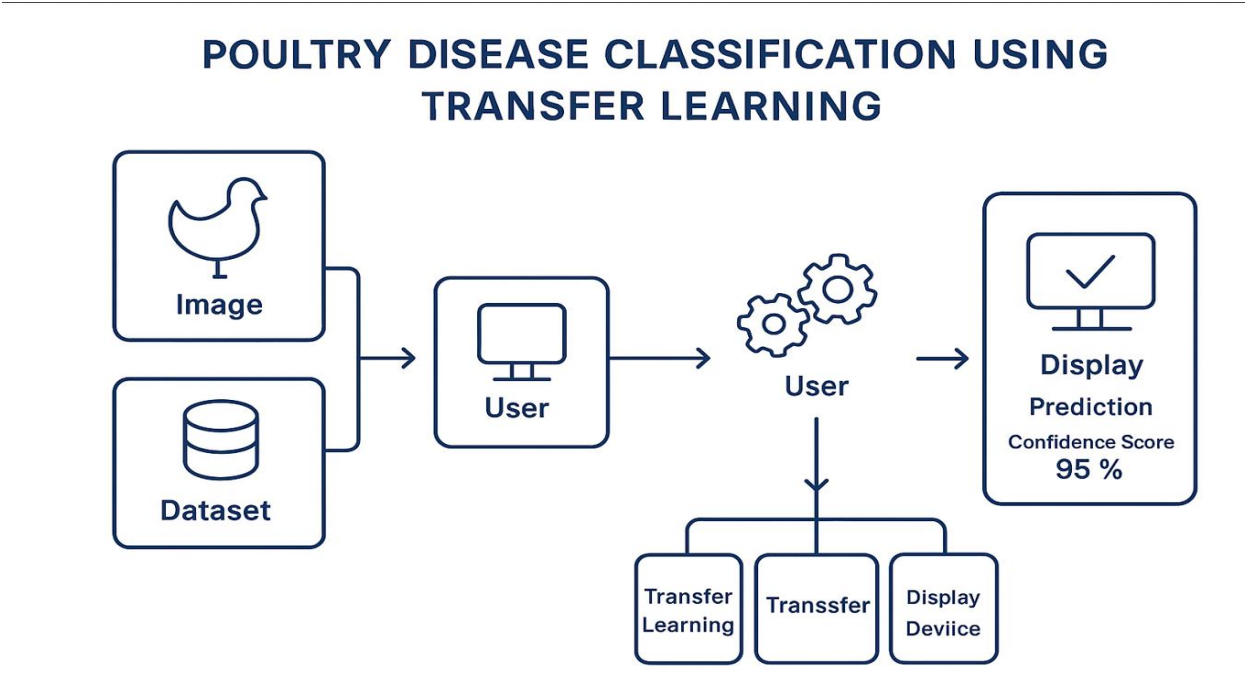 POULTRY DISEASE CLASSIFICATION USING
TRANSFER LEARNING
Image
Dataset
User
User
Display
Prediction
Confidence Score
95 %
Transfer
Learning
Transsfer
Display
Deviice